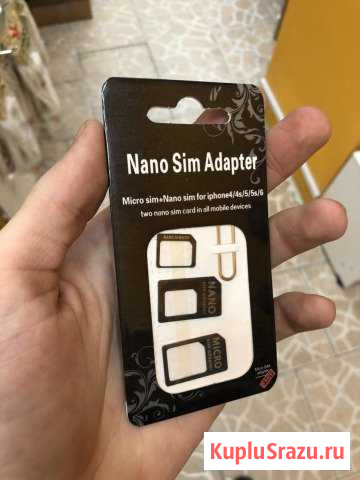 Nano Sim Adapter
Micro sim+Nano sim for iphone4/4s/5/5s/6
two nano sim card in all mobile devices
NANO
MICRO
KupluSrazu.ru